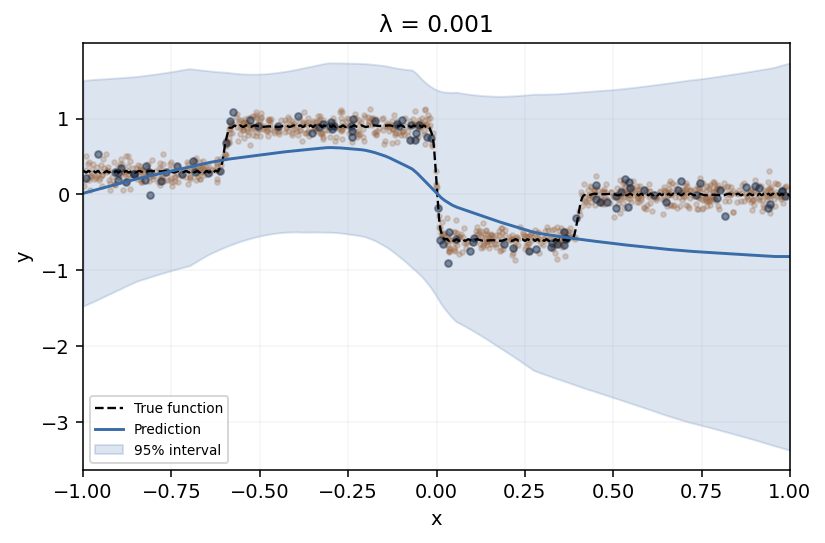 λ = 0.001
y
1
0
−1
−2
−3
True function
Prediction
95% interval
−1.00 −0.75 −0.50 −0.25 0.00 0.25 0.50 0.75 1.00
x